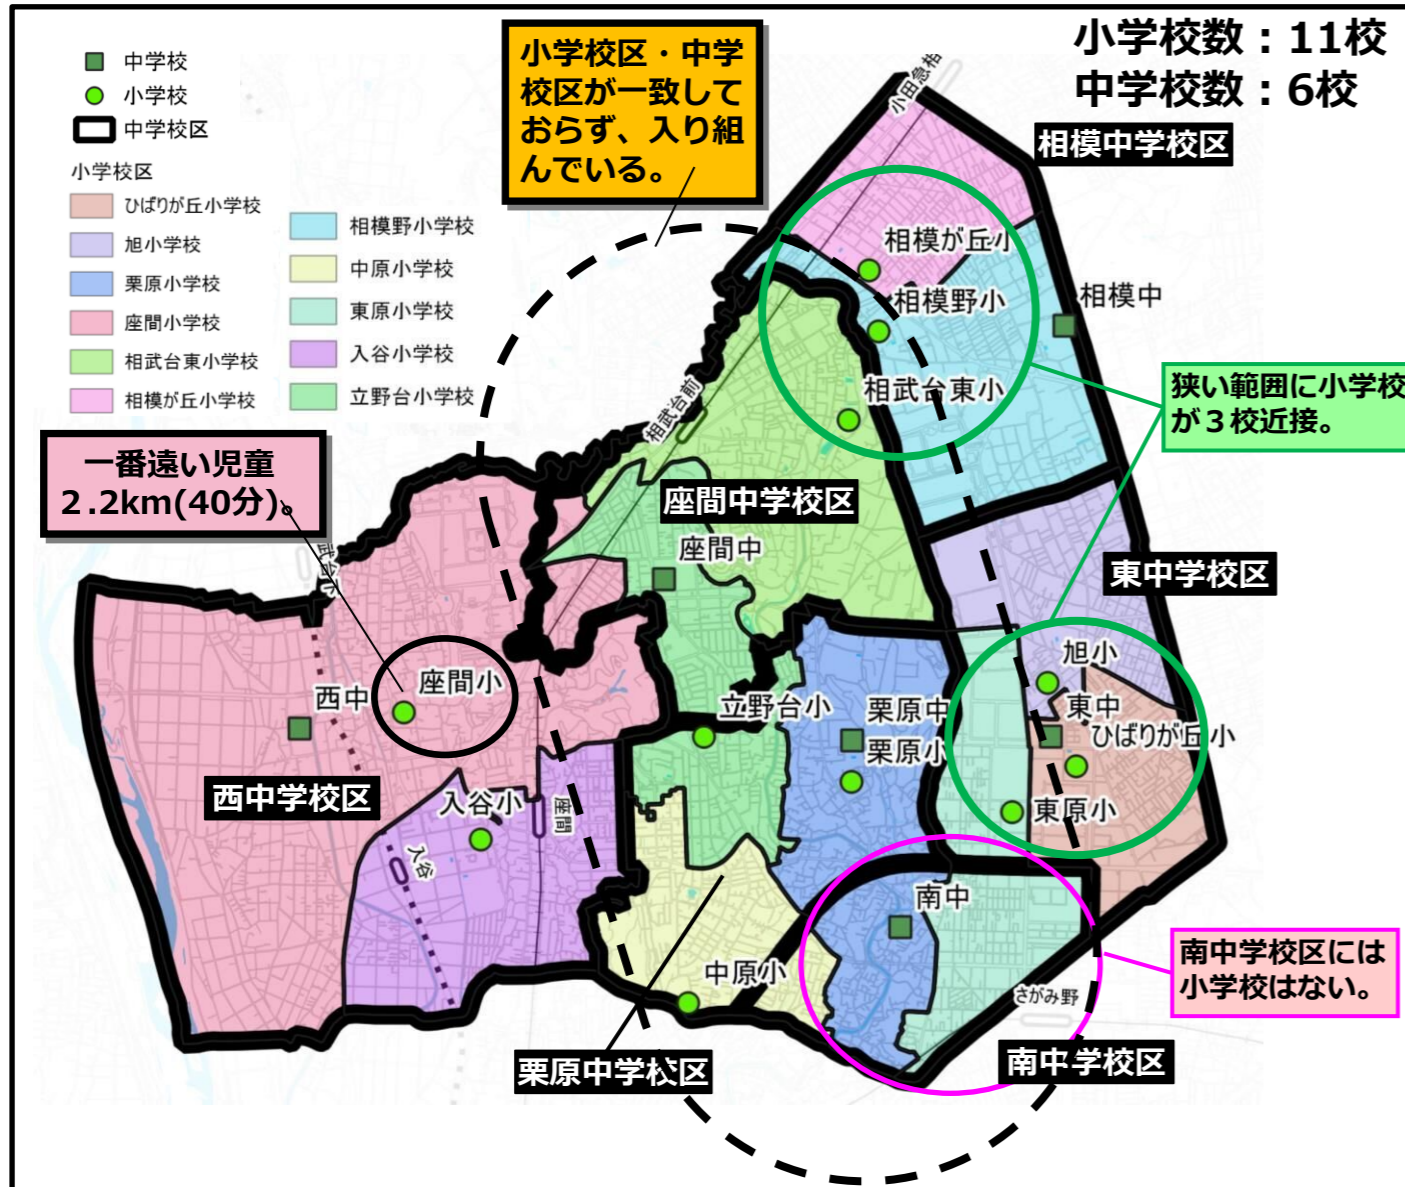 小学校数：11校
中学校数：6校
中学校
小学校
中学校区
小学校区
ひばりが丘小学校
旭小学校
栗原小学校
座間小学校
相武台東小学校
相模が丘小学校
相模野小学校
中原小学校
東原小学校
入谷小学校
立野台小学校
小学校区・中学
校区が一致して
おらず、入り組
んでいる。
小田急相
相模中学校区
相模が丘小
相模野小
相模中
相武台東小
狭い範囲に小学校
が３校近接。
相武台前
一番遠い児童
2.2km(40分)。
座間中学校区
座間中
武台下
東中学校区
旭小
東中
ひばりが丘小
東原小
西中
座間小
立野台小
栗原中
栗原小
西中学校区
入谷小
座間
入谷
南中
中原小
さがみ野
南中学校区には
小学校はない。
栗原中学校区
南中学校区